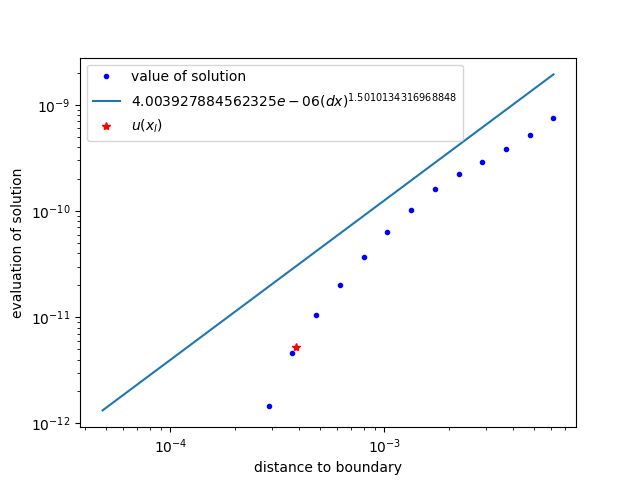 value of solution
4.003927884562325e − 06(dx)^1.5010134316968848
u(x_l)
10^−9
10^−10
10^−11
10^−12
evaluation of solution
10^−4
10^−3
distance to boundary